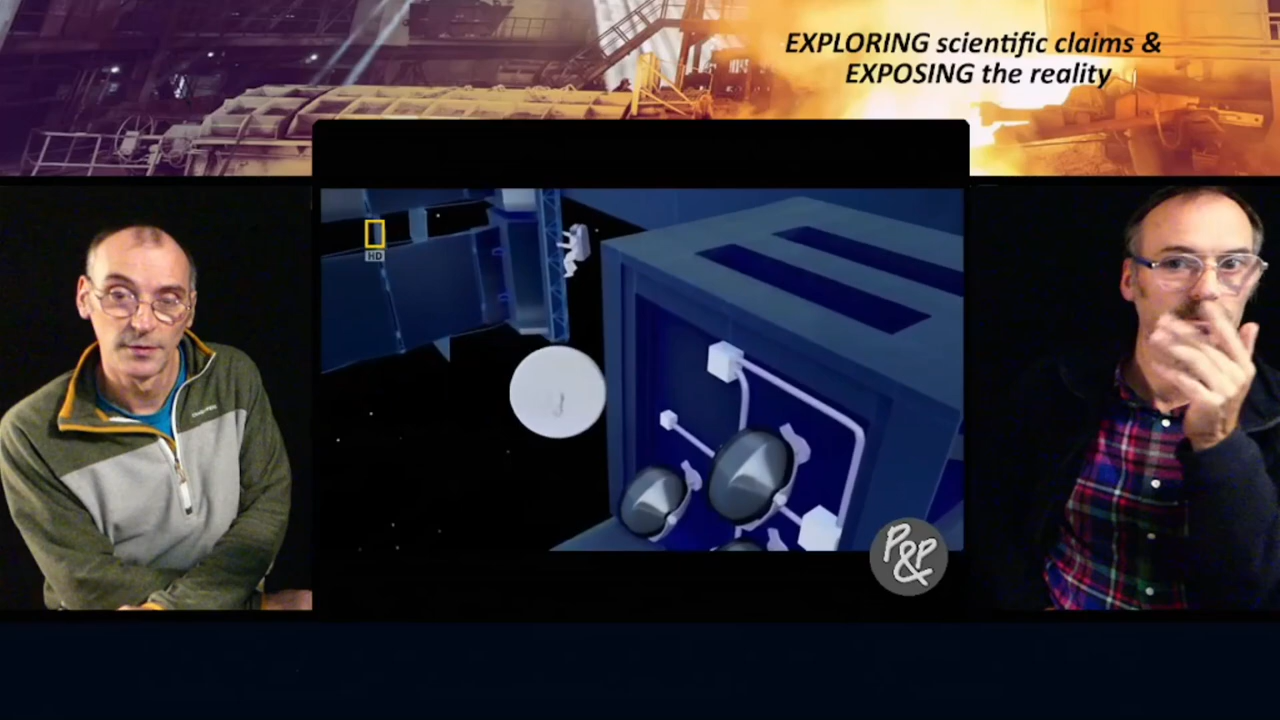 EXPLORING scientific claims &
EXPOSING the reality
HD
P&P